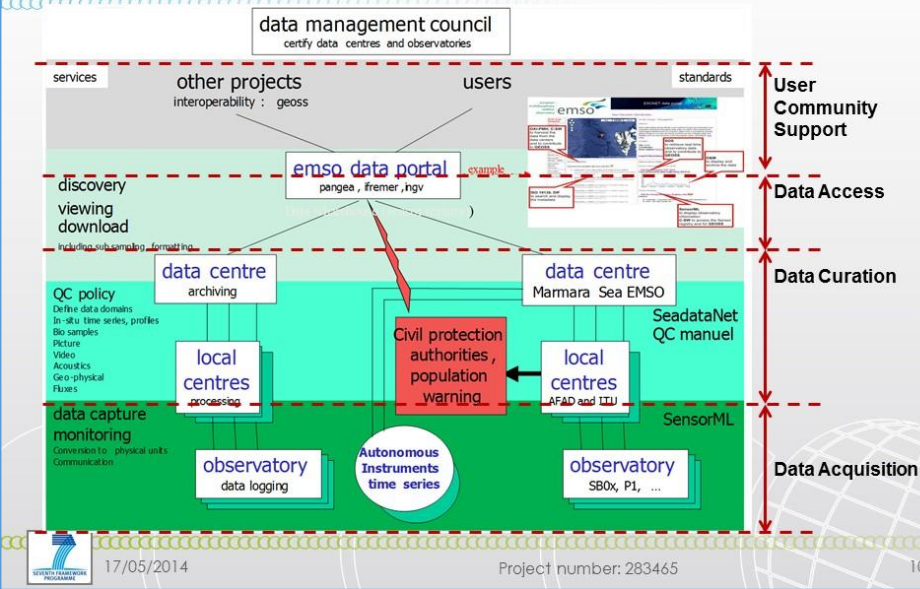 data management council
certify data centres and observatories
services
other projects
interoperability : geoss
users
standards
User
Community
Support
emso
emso data portal
pangea , ifremer ,ingv
example
)
discovery
viewing
download
including sub sampling, formatting
Data Access
data centre
archiving
data centre
Marmara Sea EMSO
Data Curation
QC policy
Define data domains
In-situ time series, profiles
Bio samples
Picture
Video
Acoustics
Geo-physical
Fluxes
SeadataNet
QC manuel
local
centres
processing
Civil protection
authorities ,
population
warning
local
centres
AFAD and ITU
data capture
monitoring
Conversion to physical units
Communication
SensorML
observatory
data logging
Autonomous
Instruments
time series
observatory
SB0x, P1, ...
Data Acquisition
7
SEVENTH FRAMEWORK
PROGRAMME
17/05/2014
Project number: 283465